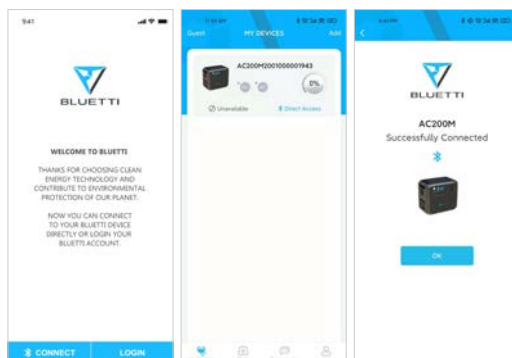 9:41
BLUETTI
WELCOME TO BLUETTI
THANKS FOR CHOOSING CLEAN
ENERGY TECHNOLOGY AND
CONTRIBUTE TO ENVIRONMENTAL
PROTECTION OF OUR PLANET.
NOW YOU CAN CONNECT
TO YOUR BLUETTI DEVICE
DIRECTLY OR LOGIN YOUR
BLUETTI ACCOUNT.
CONNECT
LOGIN
Guest
MY DEVICES
Add
AC200M2001000001943
0%
Unavailable
Direct Access
BLUETTI
AC200M
Successfully Connected
OK